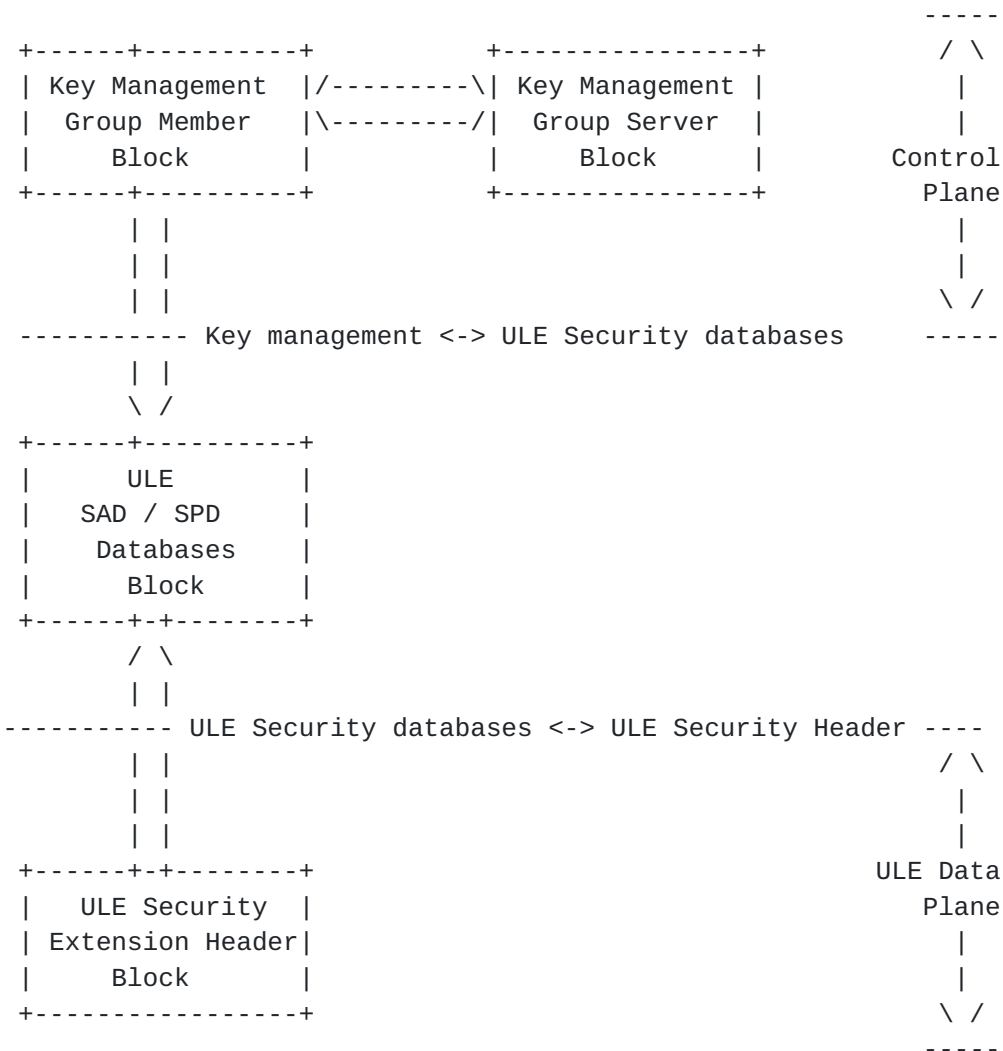 -----
+------+----------+           +----------------+           / \
| Key Management  |/---------\| Key Management |            |
|  Group Member   |\---------/|  Group Server  |            |
|     Block       |           |     Block      |        Control
+------+----------+           +----------------+          Plane
       | |                                                  |
       | |                                                  |
       | |                                                 \ /
----------- Key management <-> ULE Security databases     -----
       | |
       \ /
+------+----------+
|      ULE        |
|   SAD / SPD     |
|    Databases    |
|      Block      |
+------+-+--------+
       / \
       | |
----------- ULE Security databases <-> ULE Security Header ----
       | |                                                 / \
       | |                                                  |
       | |                                                  |
+------+-+--------+                                    ULE Data
|   ULE Security  |                                       Plane
| Extension Header|                                         |
|     Block       |                                         |
+-----------------+                                        \ /
                                                          -----